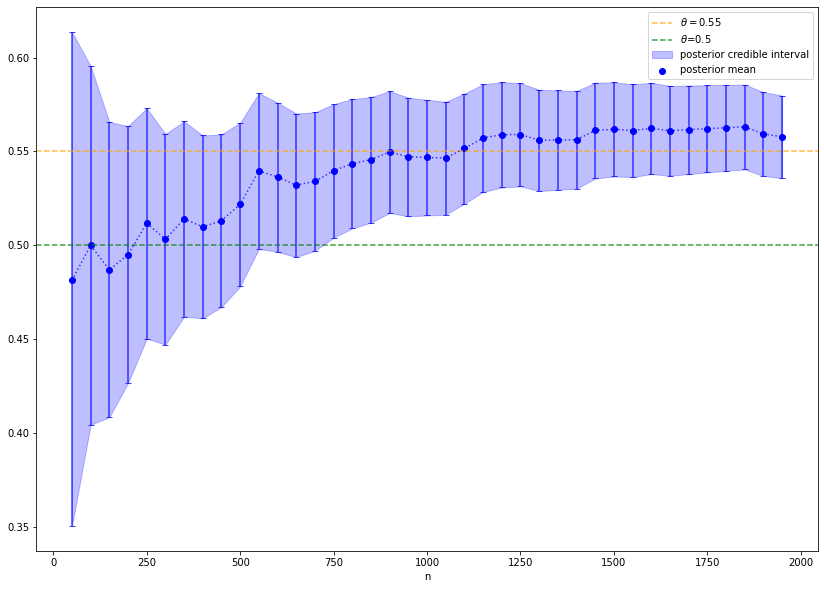 θ = 0.55
θ=0.5
posterior credible interval
posterior mean
0.60
0.55
0.50
0.45
0.40
0.35
0 250 500 750 1000 1250 1500 1750 2000
n